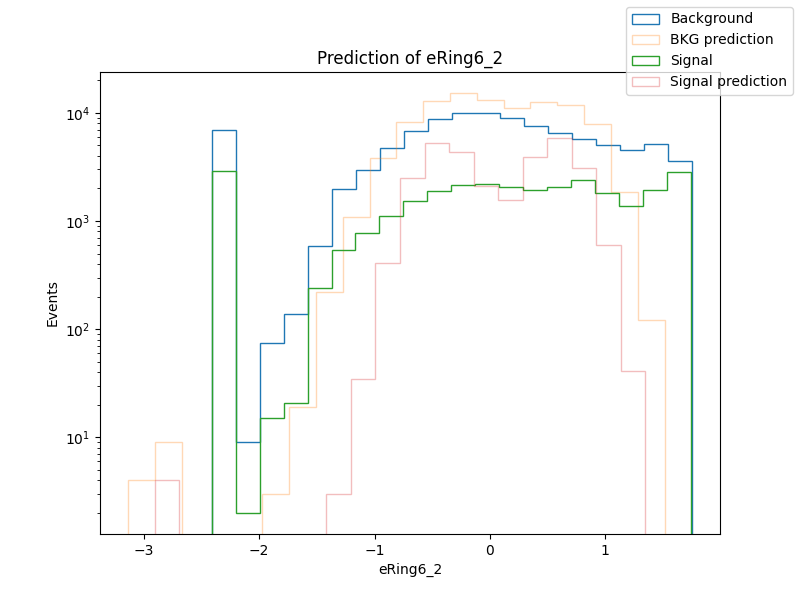 Prediction of eRing6_2
Background
BKG prediction
Signal
Signal prediction
Events
10^4
10^3
10^2
10^1
−3
−2
−1
0
1
eRing6_2